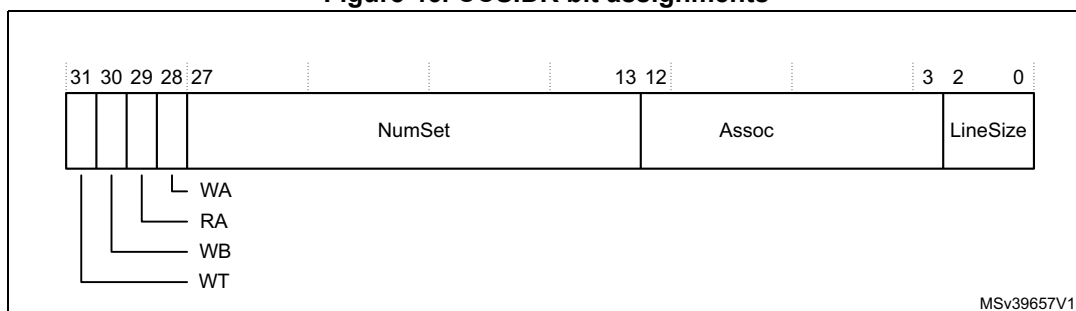 31 30 29 28 27 13 12 3 2 0
NumSet Assoc LineSize
WA
RA
WB
WT
MSv39657V1